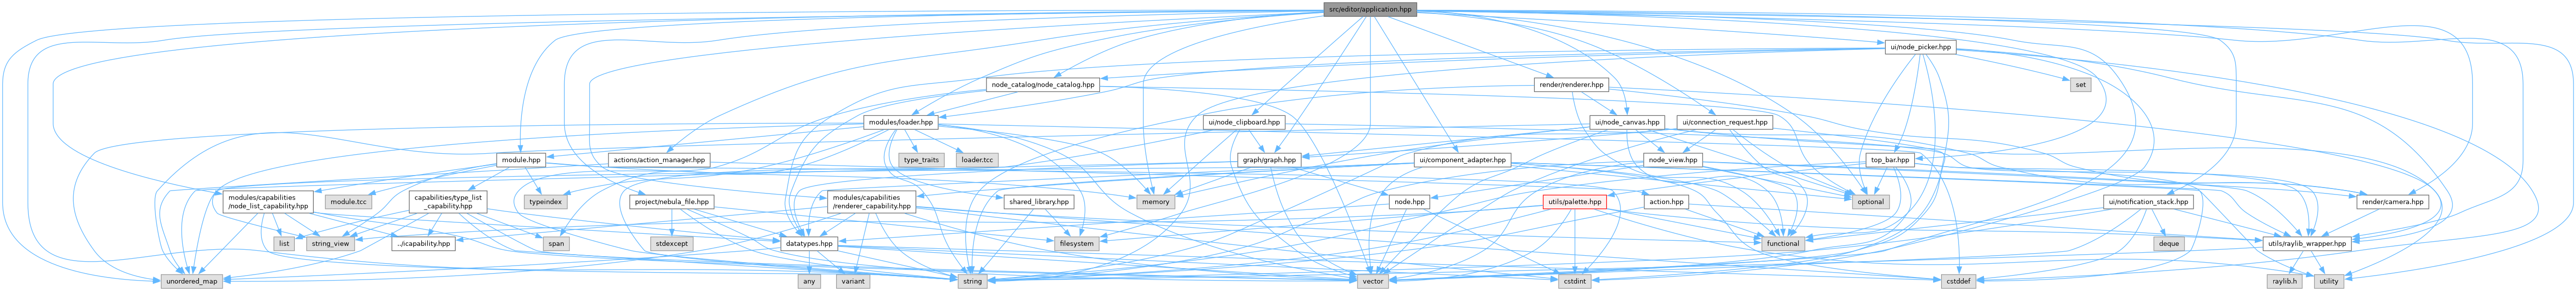 src/editor/application.hpp
ui/node_picker.hpp
node_catalog/node_catalog.hpp
render/renderer.hpp
set
modules/loader.hpp
ui/node_clipboard.hpp
ui/node_canvas.hpp
ui/connection_request.hpp
module.hpp
actions/action_manager.hpp
type_traits
loader.tcc
graph/graph.hpp
ui/component_adapter.hpp
node_view.hpp
top_bar.hpp
modules/capabilities
/node_list_capability.hpp
module.tcc
capabilities/type_list
_capability.hpp
typeindex
project/nebula_file.hpp
modules/capabilities
/renderer_capability.hpp
shared_library.hpp
memory
node.hpp
utils/palette.hpp
action.hpp
optional
ui/notification_stack.hpp
render/camera.hpp
list
string_view
../icapability.hpp
span
stdexcept
datatypes.hpp
filesystem
functional
deque
utils/raylib_wrapper.hpp
unordered_map
any
variant
string
vector
cstdint
cstddef
raylib.h
utility